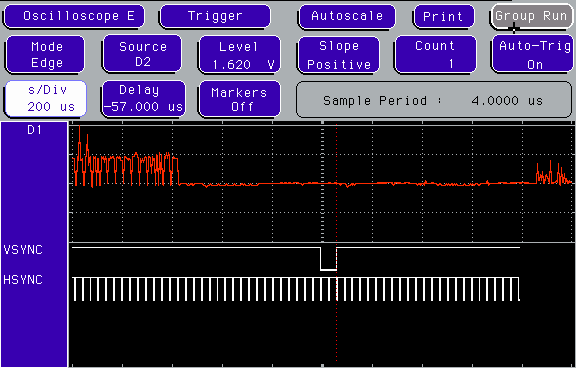 Oscilloscope E
Trigger
Autoscale
Print
Group Run
Mode
Edge
Source
D2
Level
1.620 V
Slope
Positive
Count
1
Auto-Trig
On
s/Div
200 us
Delay
-57.000 us
Markers
Off
Sample Period : 4.0000 us
D1
VSYNC
HSYNC